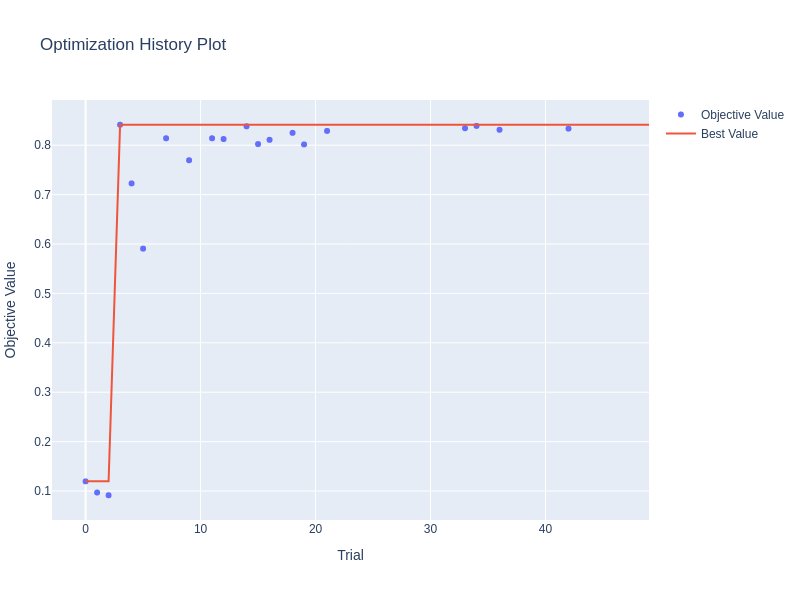 Optimization History Plot
Objective Value
Best Value
0.8
0.7
0.6
0.5
0.4
0.3
0.2
0.1
Objective Value
0
10
20
30
40
Trial